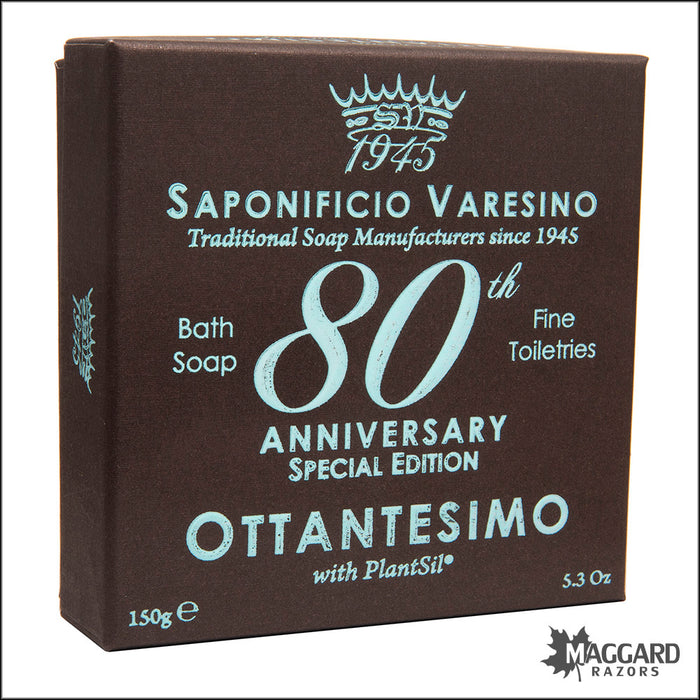 SV
1945
SAPONIFICIO VARESINO
Traditional Soap Manufacturers since 1945
80th
Bath
Soap
Fine
Toiletries
ANNIVERSARY
SPECIAL EDITION
OTTANTESIMO
with PlantSil®
150g ℮
5.3 Oz
MAGGARD
RAZORS